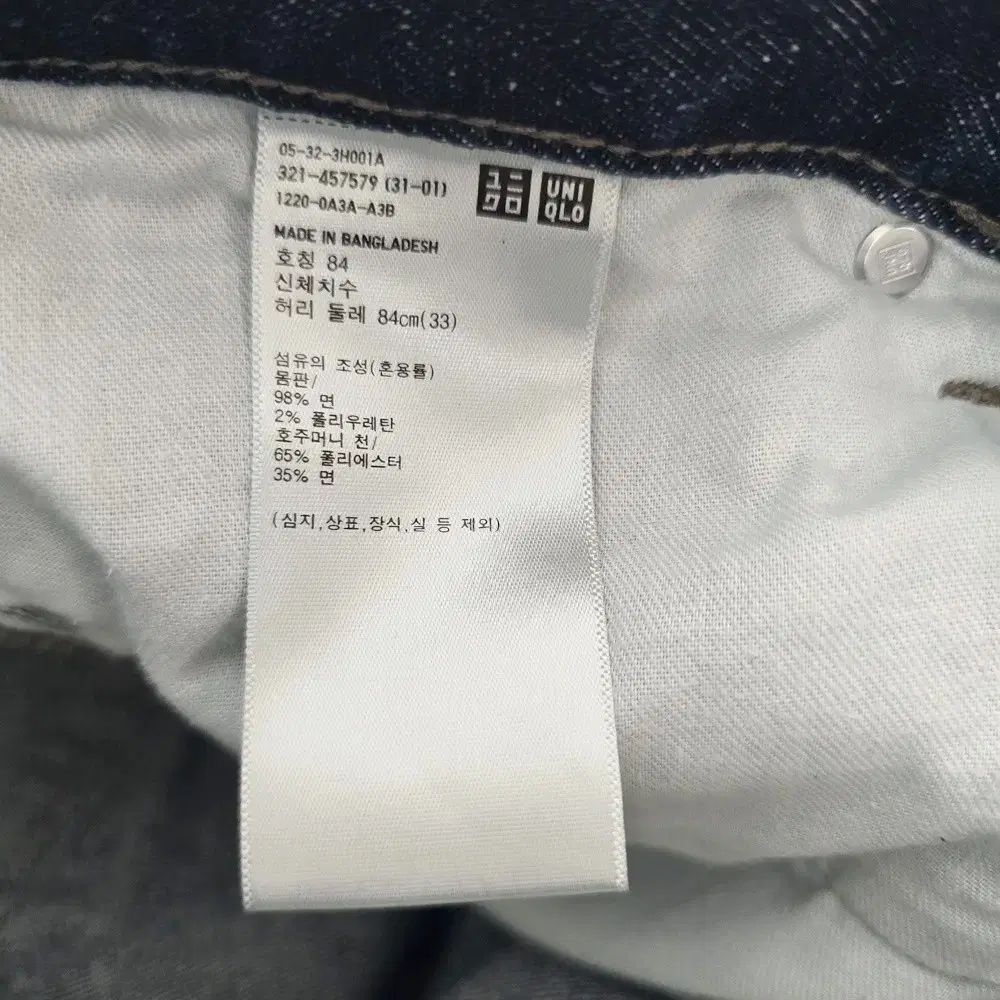 05-32-3H001A
321-457579 (31-01)
1220-0A3A-A3B
ユニ
クロ
UNI
QLO
MADE IN BANGLADESH
호칭 84
신체치수
허리 둘레 84cm(33)
섬유의 조성(혼용률)
몸판/
98% 면
2% 폴리우레탄
호주머니 천/
65% 폴리에스터
35% 면
(심지,상표,장식,실 등 제외)